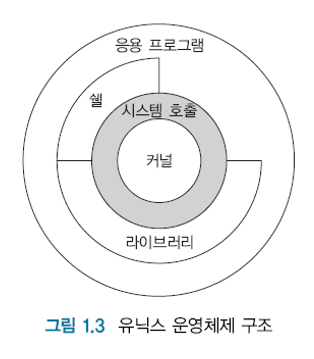 응용 프로그램
쉘
시스템 호출
커널
라이브러리
그림 1.3 유닉스 운영체제 구조